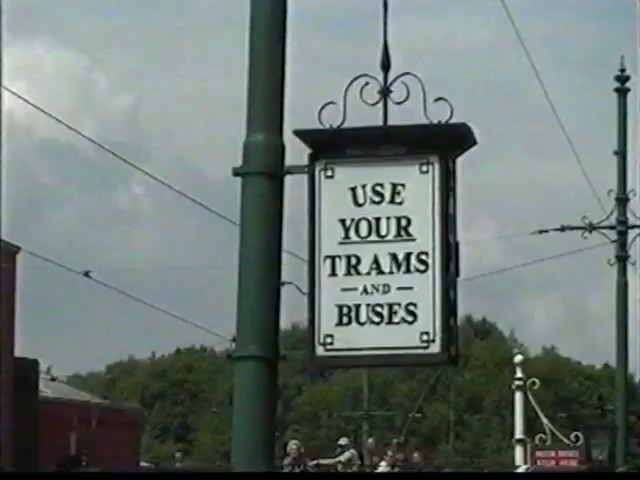 USE
YOUR
TRAMS
— AND —
BUSES